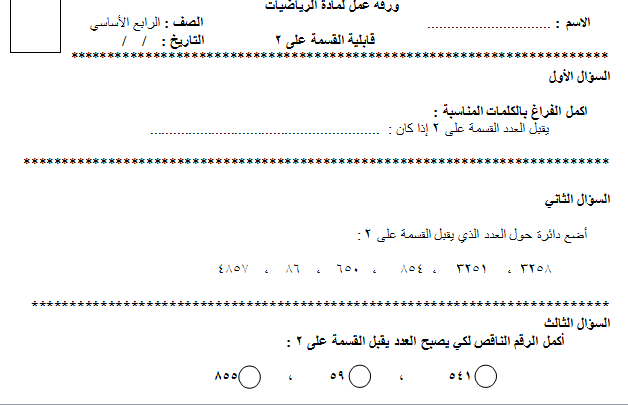 ورقة عمل لمادة الرياضيات
الاسم : ............................... الصف : الرابع الأساسي
قابلية القسمة على ٢ التاريخ : / /
**********************************************************************
السؤال الأول
اكمل الفراغ بالكلمات المناسبة :
يقبل العدد القسمة على ٢ إذا كان : .........................................................
**********************************************************************
السؤال الثاني
أضع دائرة حول العدد الذي يقبل القسمة على ٢ :
٣٢٥٨ ، ٣٢٥١ ، ٨٥٤ ، ٦٥٠ ، ٨٦ ، ٤٨٥٧
**********************************************************************
السؤال الثالث
أكمل الرقم الناقص لكي يصبح العدد يقبل القسمة على ٢ :
٥٤١ ، ٥٩ ، ٨٥٥